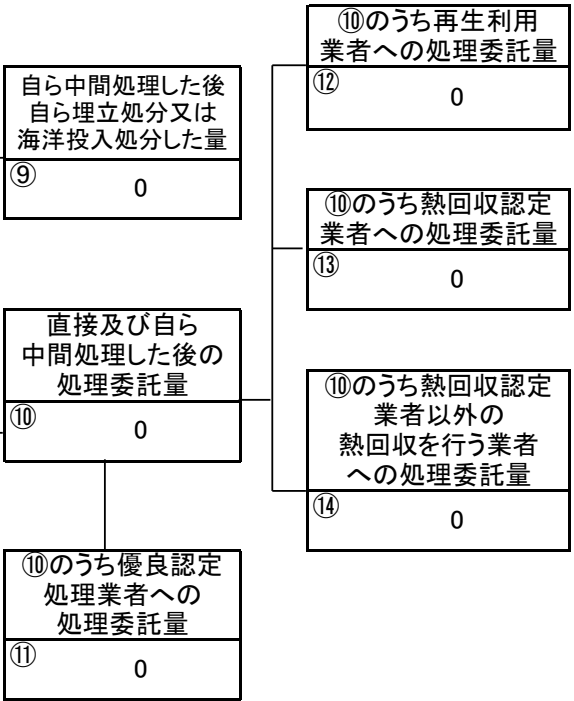 自ら中間処理した後
自ら埋立処分又は
海洋投入処分した量
⑨
0
直接及び自ら
中間処理した後の
処理委託量
⑩
0
⑩のうち優良認定
処理業者への
処理委託量
⑪
0
⑩のうち再生利用
業者への処理委託量
⑫
0
⑩のうち熱回収認定
業者への処理委託量
⑬
0
⑩のうち熱回収認定
業者以外の
熱回収を行う業者
への処理委託量
⑭
0